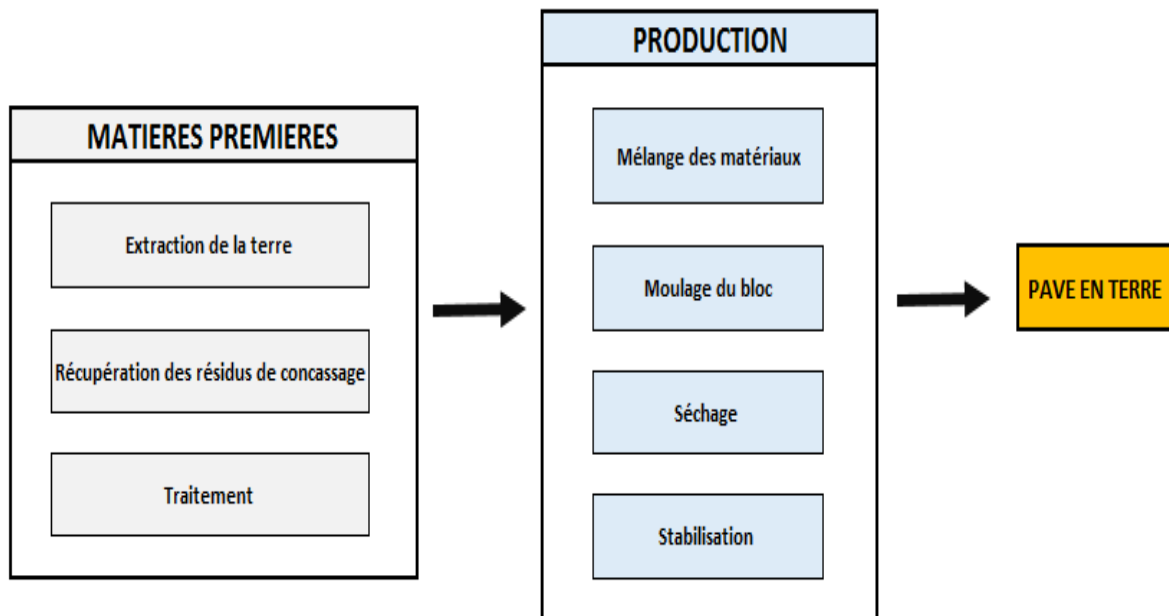 MATIERES PREMIERES
Extraction de la terre
Récupération des résidus de concassage
Traitement
PRODUCTION
Mélange des matériaux
Moulage du bloc
Séchage
Stabilisation
PAVE EN TERRE